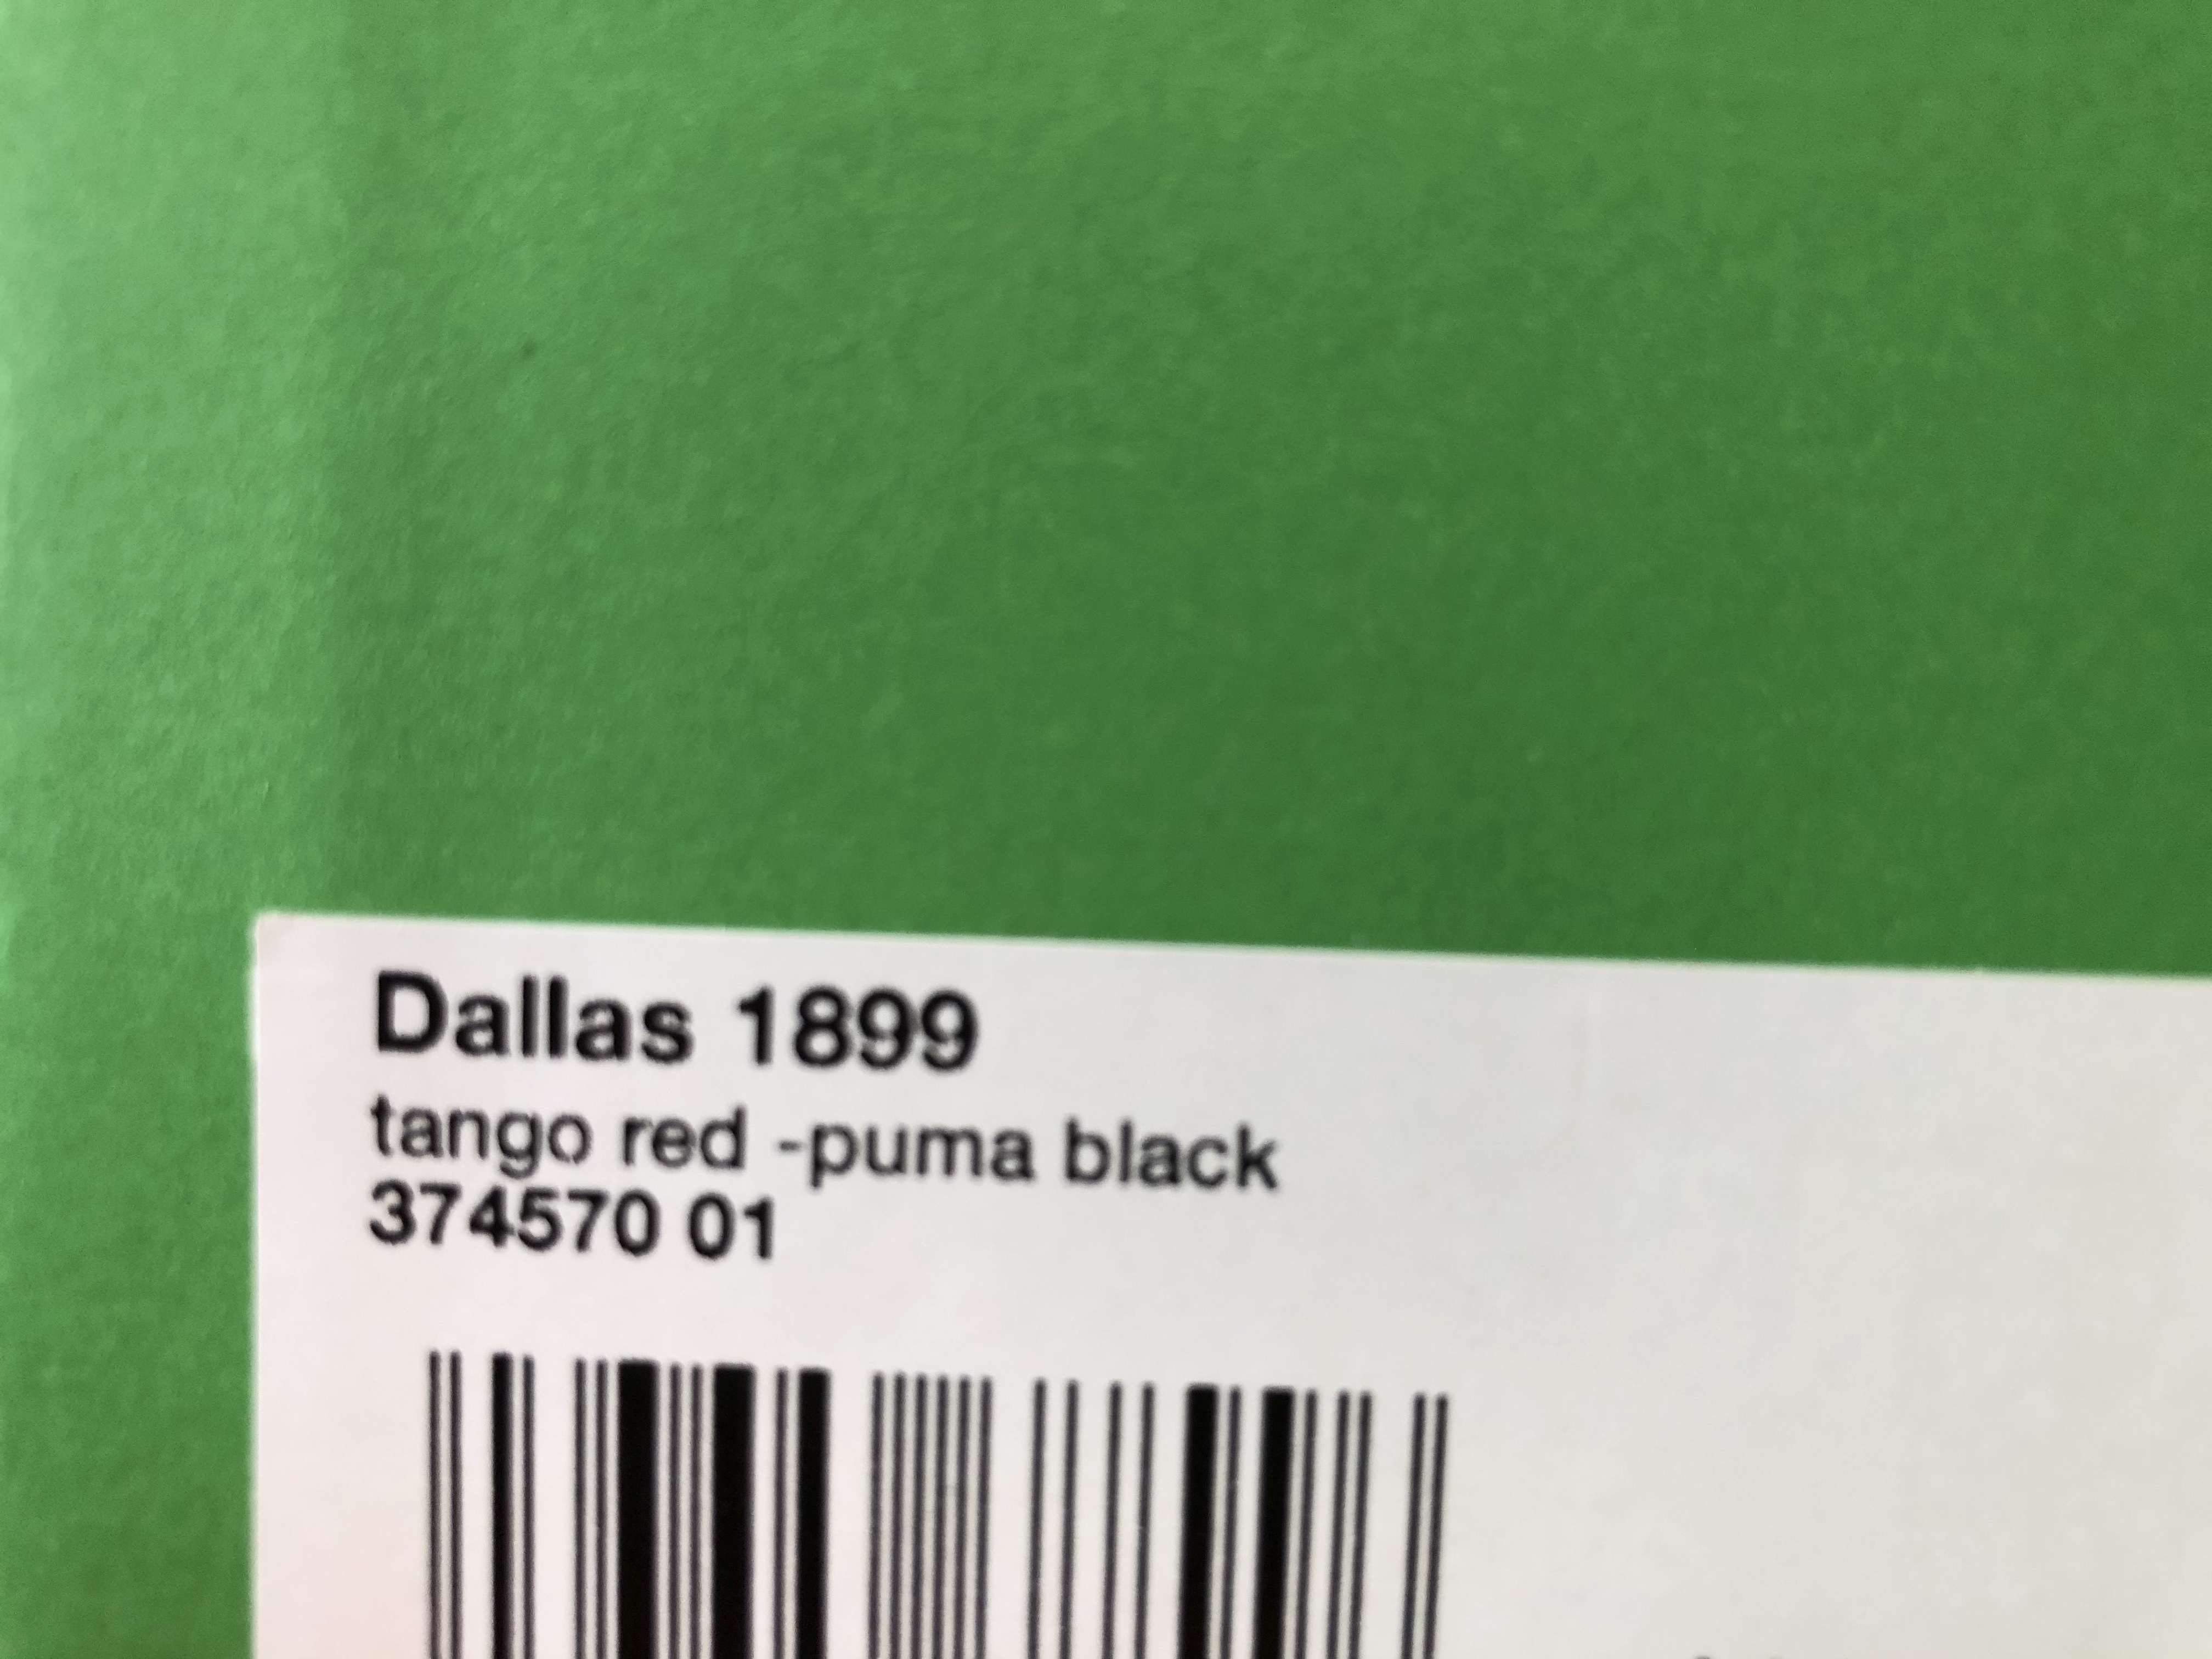 Dallas 1899
tango red -puma black
374570 01